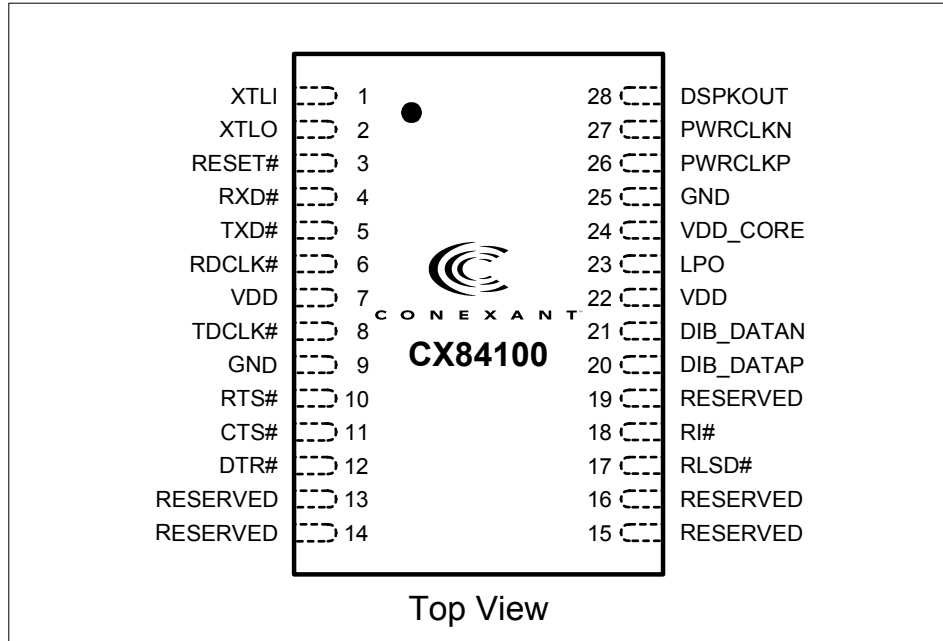 XTLI 1 28 DSPKOUT
XTLO 2 27 PWRCLKN
RESET# 3 26 PWRCLKP
RXD# 4 25 GND
TXD# 5 24 VDD_CORE
RDCLK# 6 23 LPO
VDD 7 22 VDD
CONEXANT™
TDCLK# 8 21 DIB_DATAN
CX84100
GND 9 20 DIB_DATAP
RTS# 10 19 RESERVED
CTS# 11 18 RI#
DTR# 12 17 RLSD#
RESERVED 13 16 RESERVED
RESERVED 14 15 RESERVED
Top View